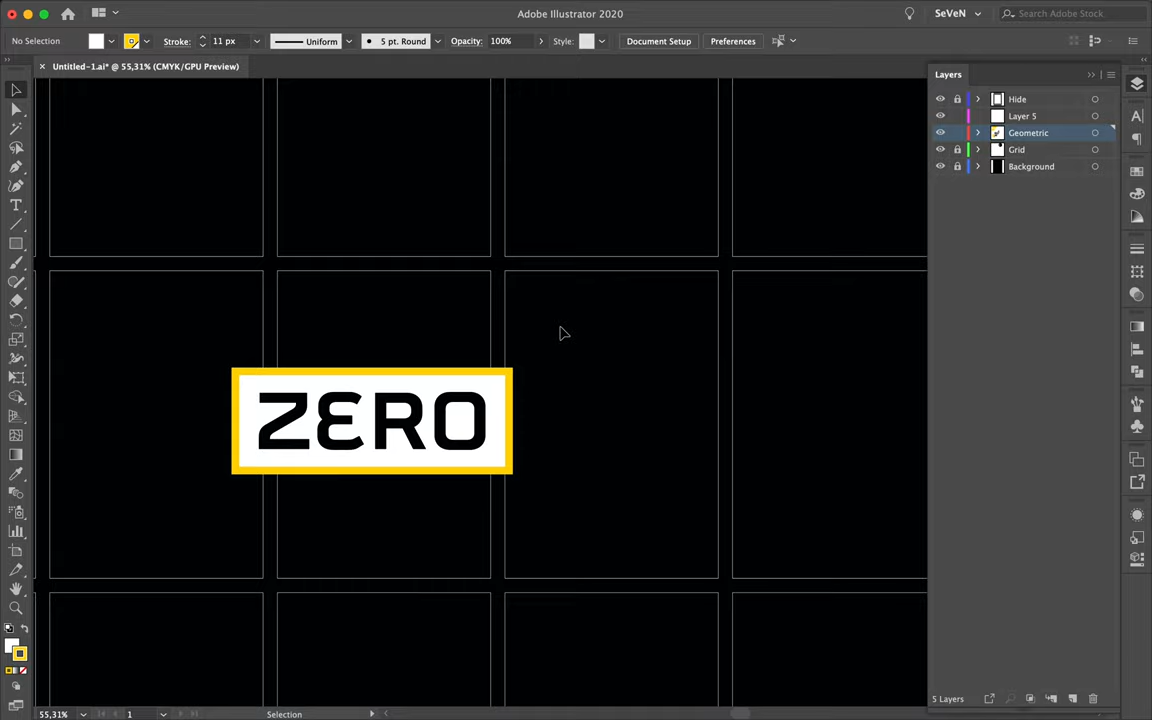 Adobe Illustrator 2020
SeVeN
Search Adobe Stock
No Selection
Stroke:
11 px
Uniform
5 pt. Round
Opacity:
100%
Style:
Document Setup
Preferences
Untitled-1.ai* @ 55,31% (CMYK/GPU Preview)
Layers
Hide
Layer 5
Geometric
Grid
Background
ZERO
5 Layers
55,31%
1
Selection